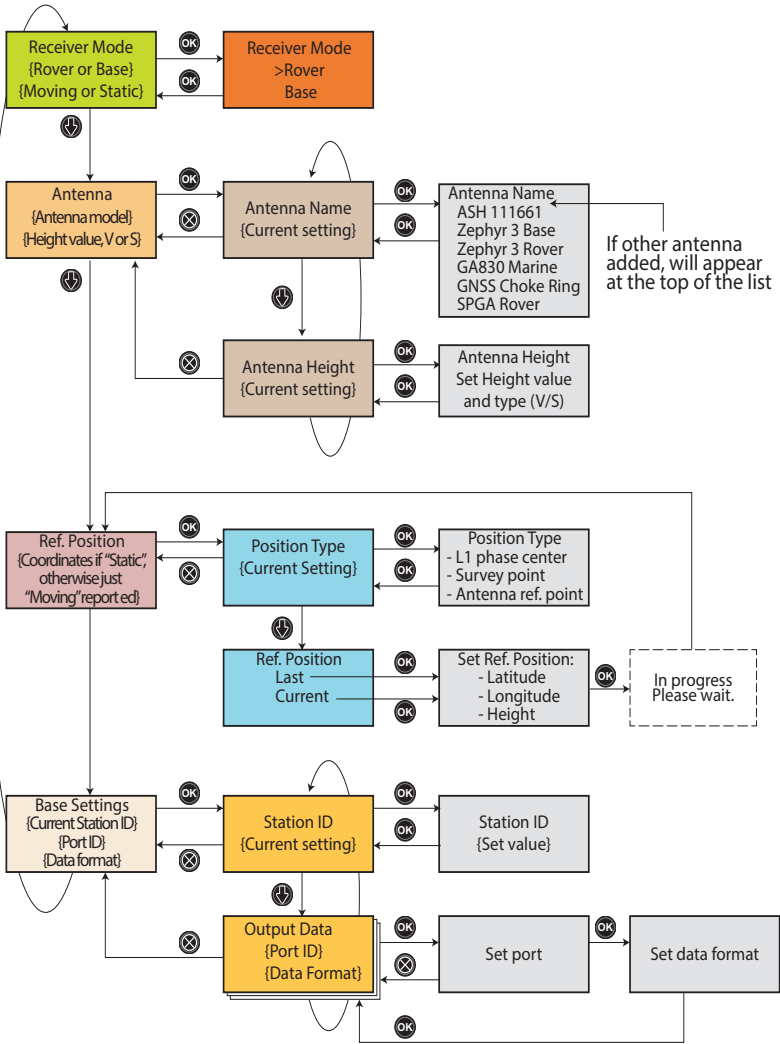 OK
Receiver Mode
{Rover or Base}
{Moving or Static}
OK
Receiver Mode
>Rover
Base
Antenna
{Antenna model}
{Height value, V or S}
OK
Antenna Name
{Current setting}
OK
OK
Antenna Name
ASH 111661
Zephyr 3 Base
Zephyr 3 Rover
GA830 Marine
GNSS Choke Ring
SPGA Rover
If other antenna
added, will appear
at the top of the list
Antenna Height
{Current setting}
OK
OK
Antenna Height
Set Height value
and type (V/S)
Ref. Position
{Coordinates if “Static”,
otherwise just
“Moving” report ed}
OK
Position Type
{Current Setting}
OK
OK
Position Type
- L1 phase center
- Survey point
- Antenna ref. point
Ref. Position
Last
Current
OK
OK
Set Ref. Position:
- Latitude
- Longitude
- Height
OK
In progress
Please wait.
Base Settings
{Current Station ID}
{Port ID}
{Data format}
OK
Station ID
{Current setting}
OK
OK
Station ID
{Set value}
Output Data
{Port ID}
{Data Format}
OK
Set port
OK
Set data format
OK